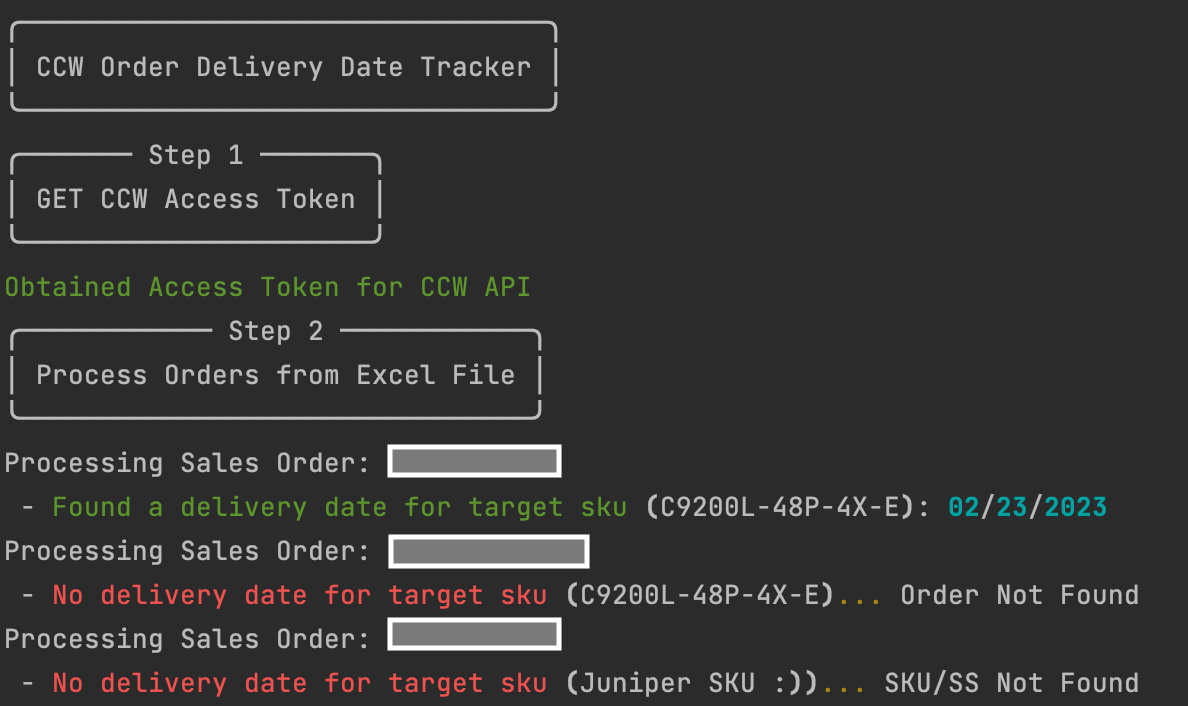 CCW Order Delivery Date Tracker
Step 1
GET CCW Access Token
Obtained Access Token for CCW API
Step 2
Process Orders from Excel File
Processing Sales Order:
- Found a delivery date for target sku (C9200L-48P-4X-E): 02/23/2023
Processing Sales Order:
- No delivery date for target sku (C9200L-48P-4X-E)... Order Not Found
Processing Sales Order:
- No delivery date for target sku (Juniper SKU :))... SKU/SS Not Found